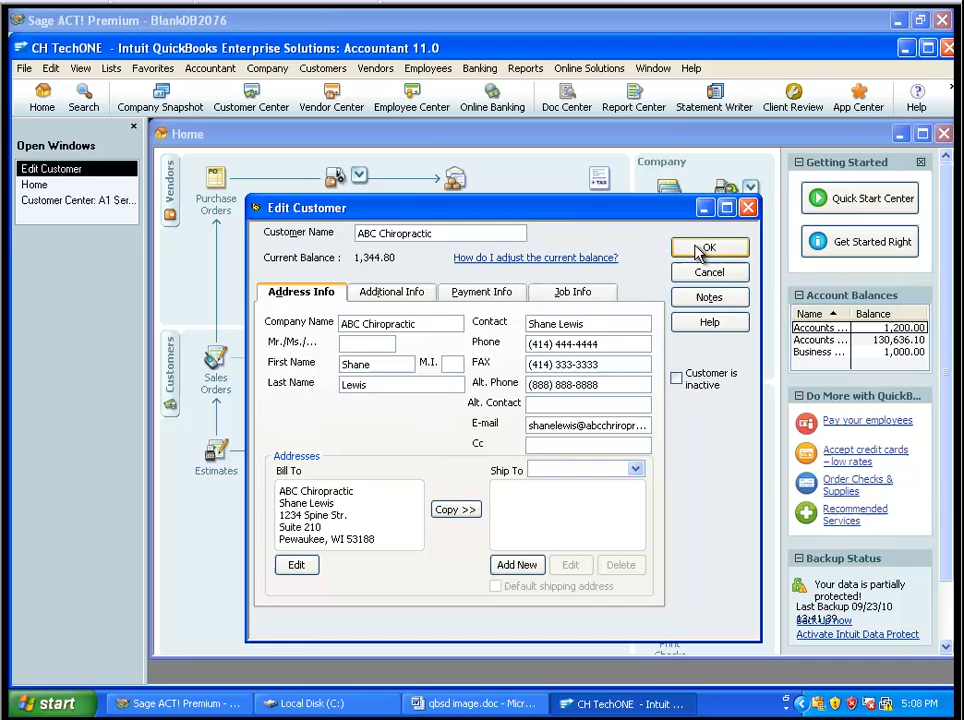 Sage ACT! Premium - BlankDB2076
CH TechONE - Intuit QuickBooks Enterprise Solutions: Accountant 11.0
File Edit View Lists Favorites Accountant Company Customers Vendors Employees Banking Reports Online Solutions Window Help
Home Search Company Snapshot Customer Center Vendor Center Employee Center Online Banking Doc Center Report Center Statement Writer Client Review App Center Help
Open Windows
Edit Customer
Home
Customer Center: A1 Ser...
Home
Vendors
Purchase
Orders
PO
+ TAX
Company
Customers
Sales
Orders
Estimates
Edit Customer
Customer Name ABC Chiropractic
Current Balance : 1,344.80 How do I adjust the current balance?
OK
Cancel
Notes
Help
Customer is
inactive
Address Info Additional Info Payment Info Job Info
Company Name ABC Chiropractic
Mr./Ms./...
First Name Shane M.I.
Last Name Lewis
Contact Shane Lewis
Phone (414) 444-4444
FAX (414) 333-3333
Alt. Phone (888) 888-8888
Alt. Contact
E-mail shanelewis@abcchriropr...
Cc
Addresses
Bill To
ABC Chiropractic
Shane Lewis
1234 Spine Str.
Suite 210
Pewaukee, WI 53188
Edit
Copy >>
Ship To
Add New Edit Delete
Default shipping address
Getting Started
Quick Start Center
Get Started Right
Account Balances
Name Balance
Accounts ... 1,200.00
Accounts ... 130,636.10
Business ... 1,000.00
Do More with QuickB...
Pay your employees
Accept credit cards
– low rates
Order Checks &
Supplies
Recommended
Services
Backup Status
Your data is partially
protected!
Last Backup 09/23/10
13:41:39
Back up now
Activate Intuit Data Protect
Print
Checks
start Sage ACT! Premium - ... Local Disk (C:) qbsd image.doc - Micr... CH TechONE - Intuit ... 5:08 PM